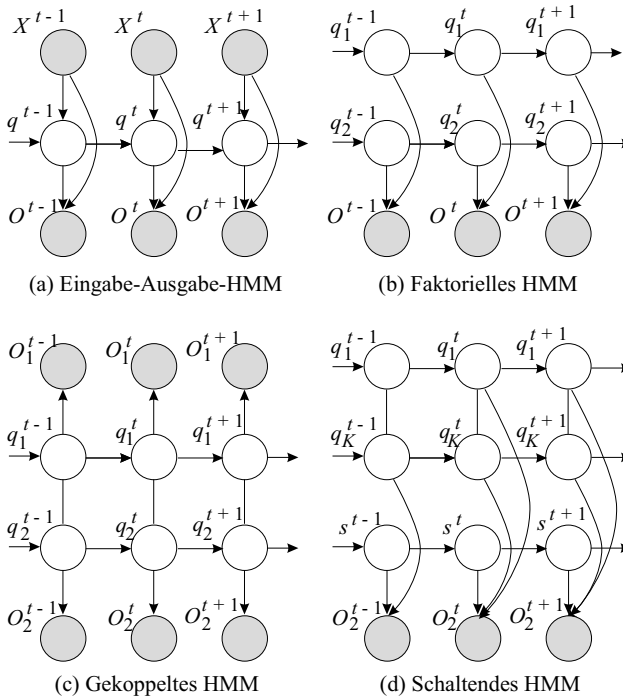 X^{t-1} X^t X^{t+1}
q^{t-1} q^t q^{t+1}
O^{t-1} O^t O^{t+1}
(a) Eingabe-Ausgabe-HMM
q_1^{t-1} q_1^t q_1^{t+1}
q_2^{t-1} q_2^t q_2^{t+1}
O^{t-1} O^t O^{t+1}
(b) Faktorielles HMM
O_1^{t-1} O_1^t O_1^{t+1}
q_1^{t-1} q_1^t q_1^{t+1}
q_2^{t-1} q_2^t q_2^{t+1}
O_2^{t-1} O_2^t O_2^{t+1}
(c) Gekoppeltes HMM
q_1^{t-1} q_1^t q_1^{t+1}
q_K^{t-1} q_K^t q_K^{t+1}
s^{t-1} s^t s^{t+1}
O_2^{t-1} O_2^t O_2^{t+1}
(d) Schaltendes HMM